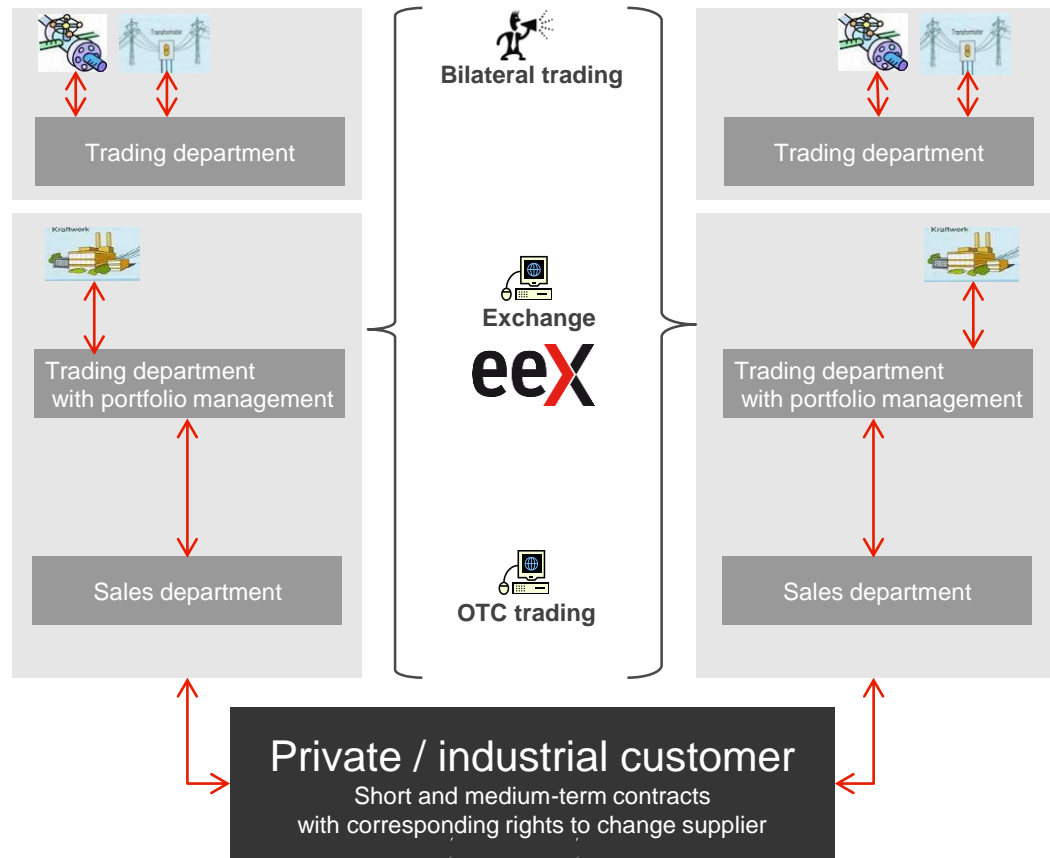 Transformator
Bilateral trading
Transformator
Trading department
Trading department
Kraftwerk
Kraftwerk
Exchange
eex
Trading department
with portfolio management
Trading department
with portfolio management
Sales department
OTC trading
Sales department
Private / industrial customer
Short and medium-term contracts
with corresponding rights to change supplier